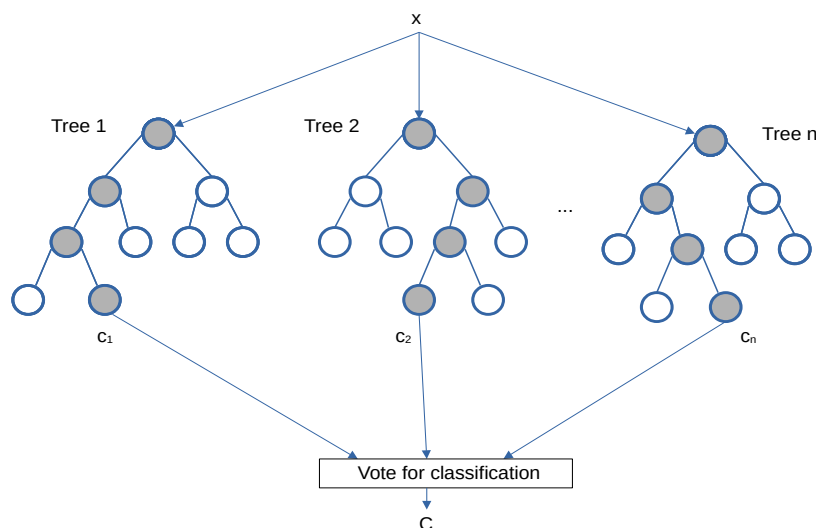 x
Tree 1
Tree 2
Tree n
...
c₁
c₂
cₙ
Vote for classification
C